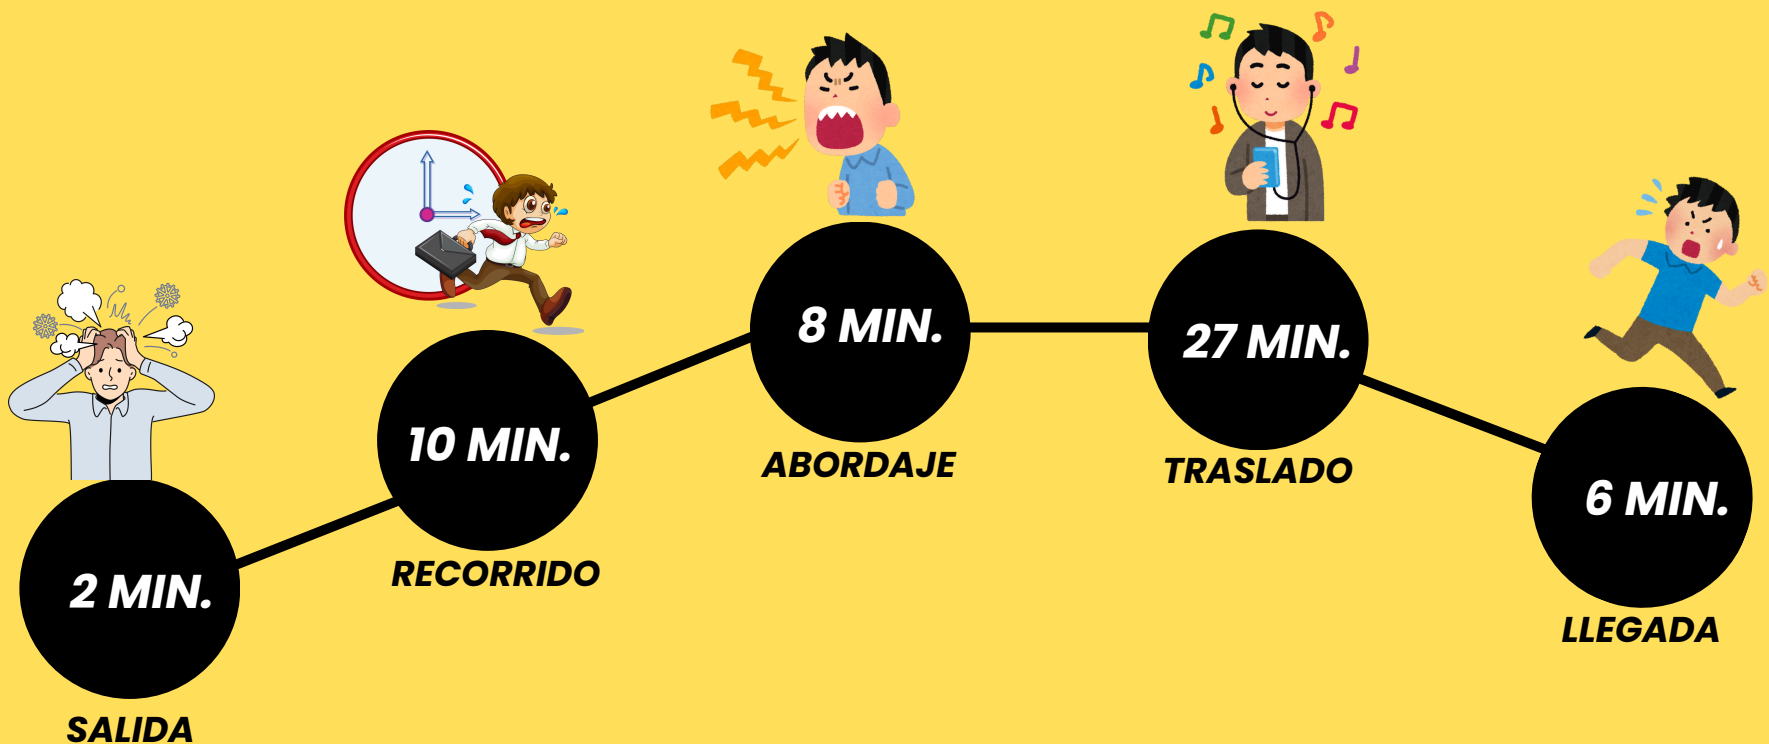 2 MIN.
SALIDA
10 MIN.
RECORRIDO
8 MIN.
ABORDAJE
27 MIN.
TRASLADO
6 MIN.
LLEGADA